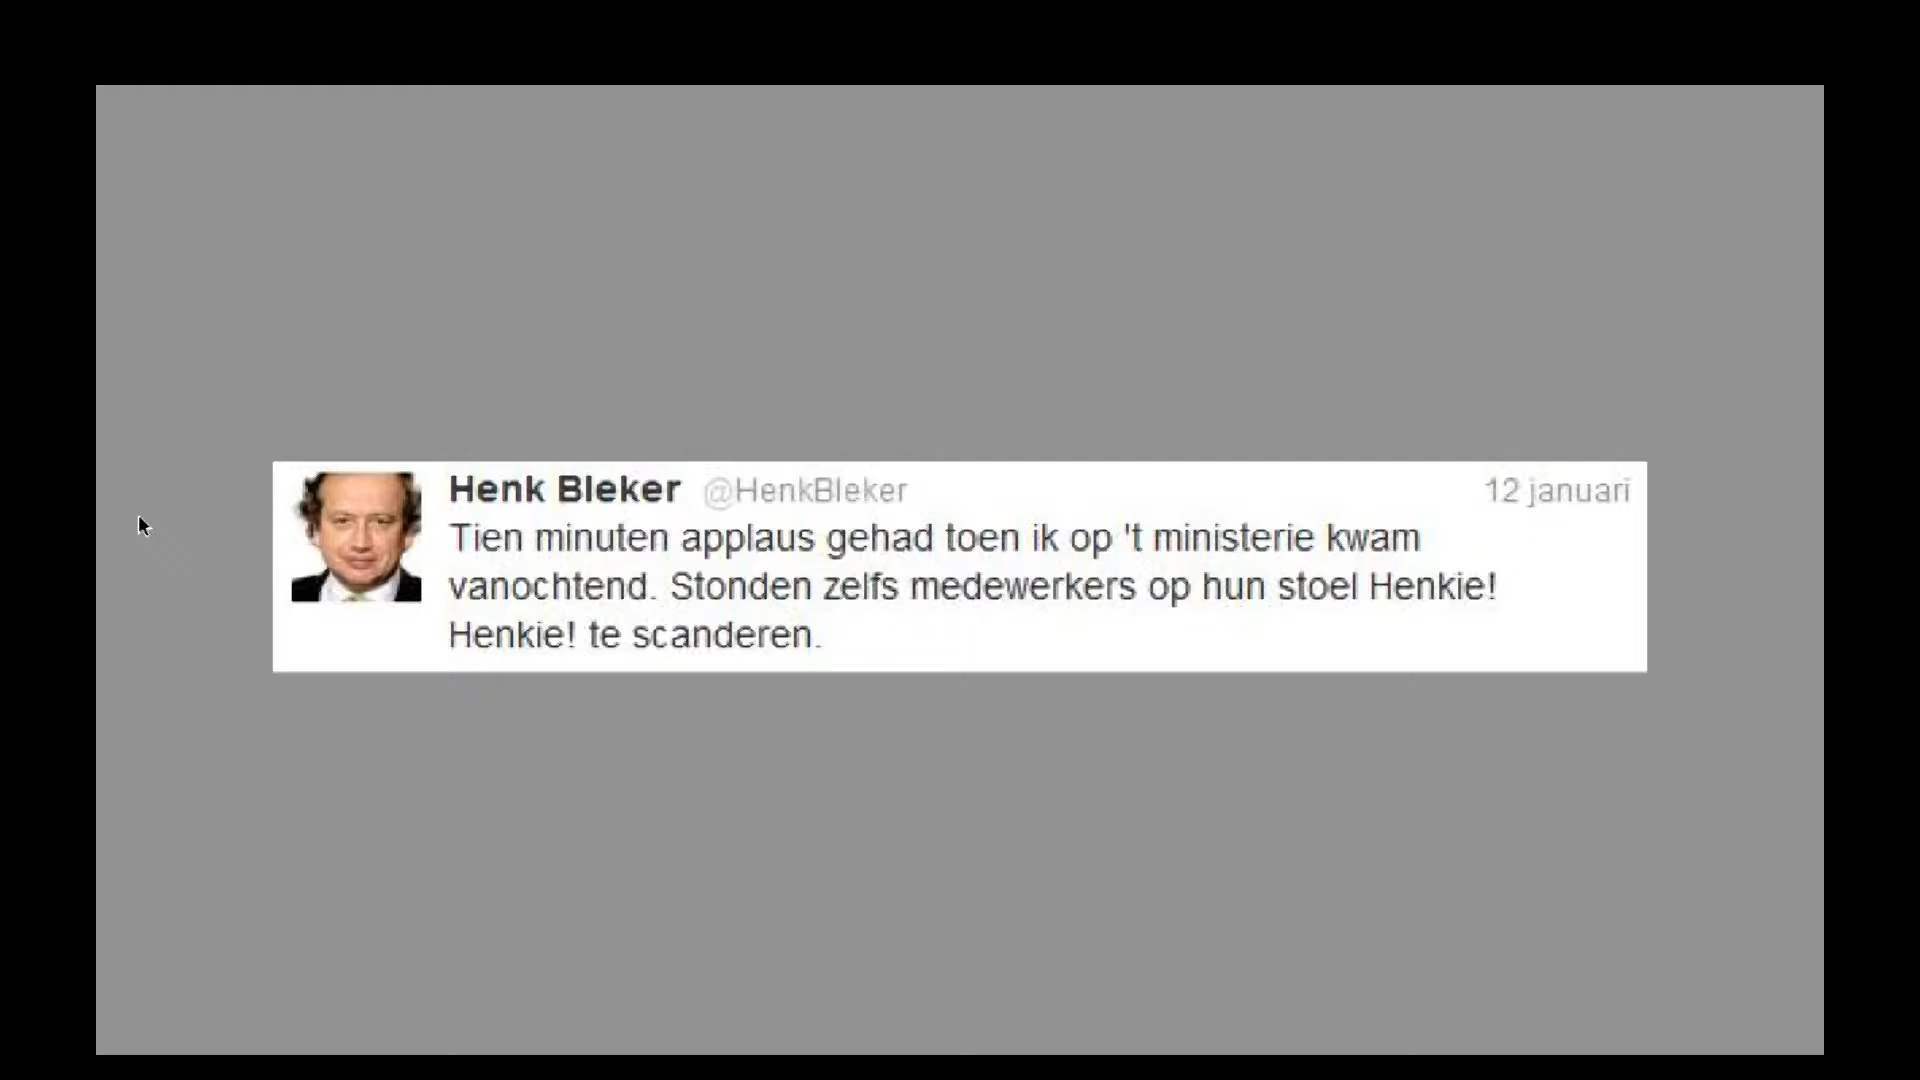 Henk Bleker @HenkBleker 12 januari
Tien minuten applaus gehad toen ik op 't ministerie kwam
vanochtend. Stonden zelfs medewerkers op hun stoel Henkie!
Henkie! te scanderen.